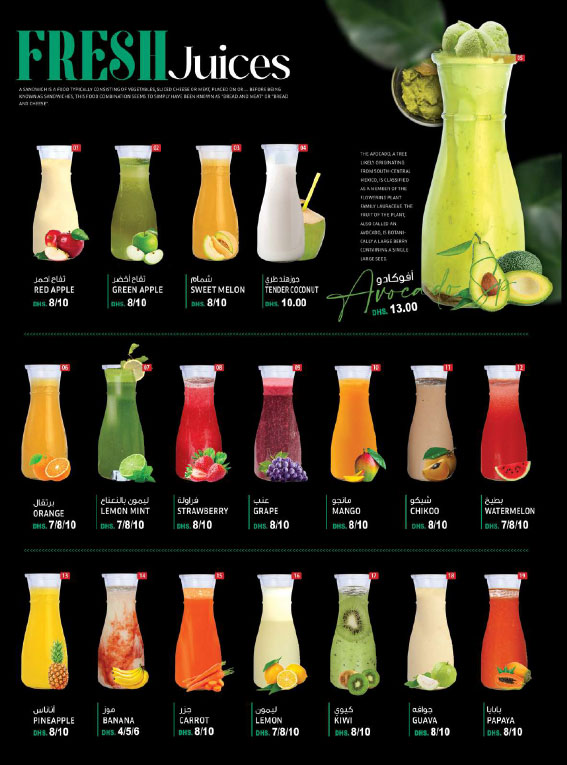 FRESH Juices
A SANDWICH IS A FOOD TYPICALLY CONSISTING OF VEGETABLES, SLICED CHEESE OR MEAT, PLACED ON OR ... BEFORE BEING
KNOWN AS SANDWICHES, THIS FOOD COMBINATION SEEMS TO SIMPLY HAVE BEEN KNOWN AS "BREAD AND MEAT" OR "BREAD
AND CHEESE".
01
تفاح احمر
RED APPLE
DHS. 8/10
02
تفاح أخضر
GREEN APPLE
DHS. 8/10
03
شمام
SWEET MELON
DHS. 8/10
04
جوزهند طري
TENDER COCONUT
DHS. 10.00
05
THE AVOCADO, A TREE
LIKELY ORIGINATING
FROM SOUTH-CENTRAL
MEXICO, IS CLASSIFIED
AS A MEMBER OF THE
FLOWERING PLANT
FAMILY LAURACEAE. THE
FRUIT OF THE PLANT,
ALSO CALLED AN
AVOCADO, IS BOTANI-
CALLY A LARGE BERRY
CONTAINING A SINGLE
LARGE SEED.
أفوكادو
Avocado
DHS. 13.00
06
برتقال
ORANGE
DHS. 7/8/10
07
ليمون بالنعناع
LEMON MINT
DHS. 7/8/10
08
فراولة
STRAWBERRY
DHS. 8/10
09
عنب
GRAPE
DHS. 8/10
10
مانجو
MANGO
DHS. 8/10
11
شيكو
CHIKOO
DHS. 8/10
12
بطيخ
WATERMELON
DHS. 7/8/10
13
أناناس
PINEAPPLE
DHS. 8/10
14
موز
BANANA
DHS. 4/5/6
15
جزر
CARROT
DHS. 8/10
16
ليمون
LEMON
DHS. 7/8/10
17
كيوي
KIWI
DHS. 8/10
18
جوافه
GUAVA
DHS. 8/10
19
بابايا
PAPAYA
DHS. 8/10